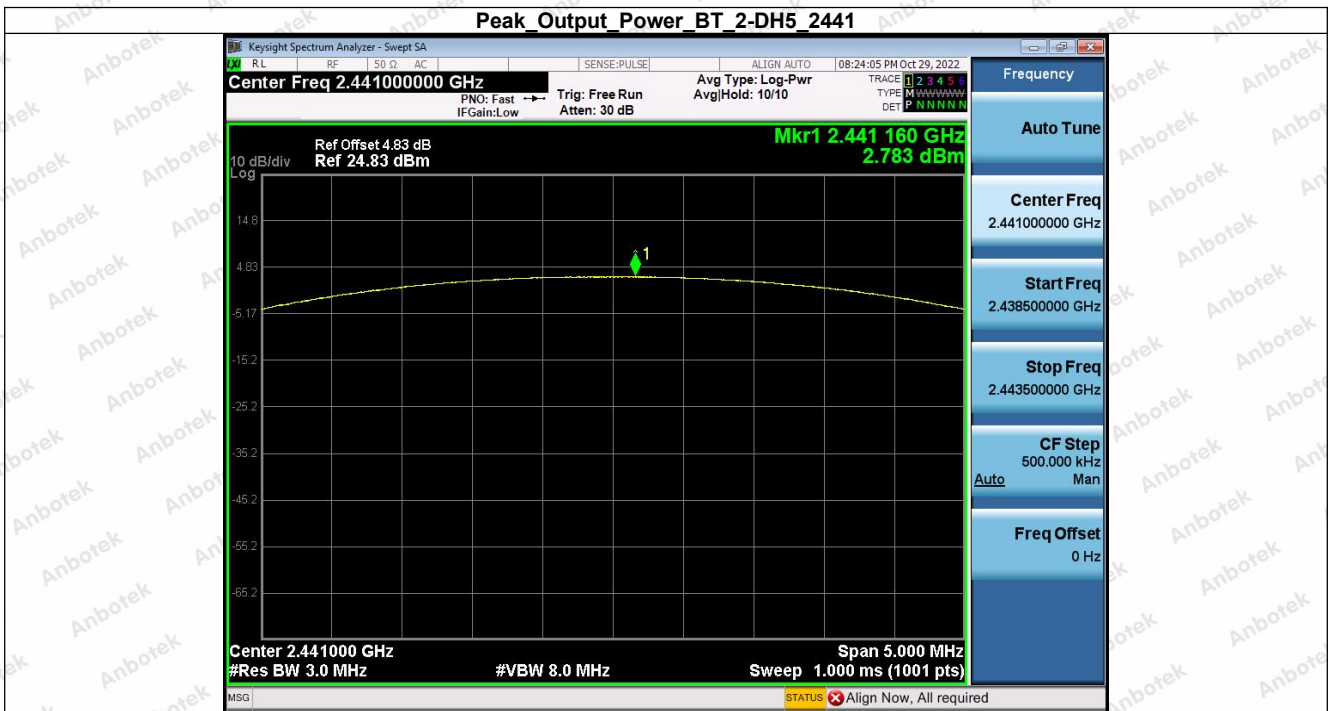 Peak_Output_Power_BT_2-DH5_2441
Keysight Spectrum Analyzer - Swept SA
LXI RL RF 50 Ω AC SENSE:PULSE ALIGN AUTO 08:24:05 PM Oct 29, 2022
Center Freq 2.441000000 GHz
PNO: Fast
IFGain:Low
Trig: Free Run
Atten: 30 dB
Avg Type: Log-Pwr
Avg|Hold: 10/10
TRACE 1 2 3 4 5 6
TYPE M WWWWW
DET P N N N N N
Mkr1 2.441 160 GHz
2.783 dBm
Ref Offset 4.83 dB
10 dB/div Ref 24.83 dBm
Log
14.8
1
4.83
-5.17
-15.2
-25.2
-35.2
-45.2
-55.2
-65.2
Center 2.441000 GHz
Span 5.000 MHz
#Res BW 3.0 MHz
#VBW 8.0 MHz
Sweep 1.000 ms (1001 pts)
MSG
STATUS Align Now, All required
Frequency
Auto Tune
Center Freq
2.441000000 GHz
Start Freq
2.438500000 GHz
Stop Freq
2.443500000 GHz
CF Step
500.000 kHz
Auto Man
Freq Offset
0 Hz
Anbotek